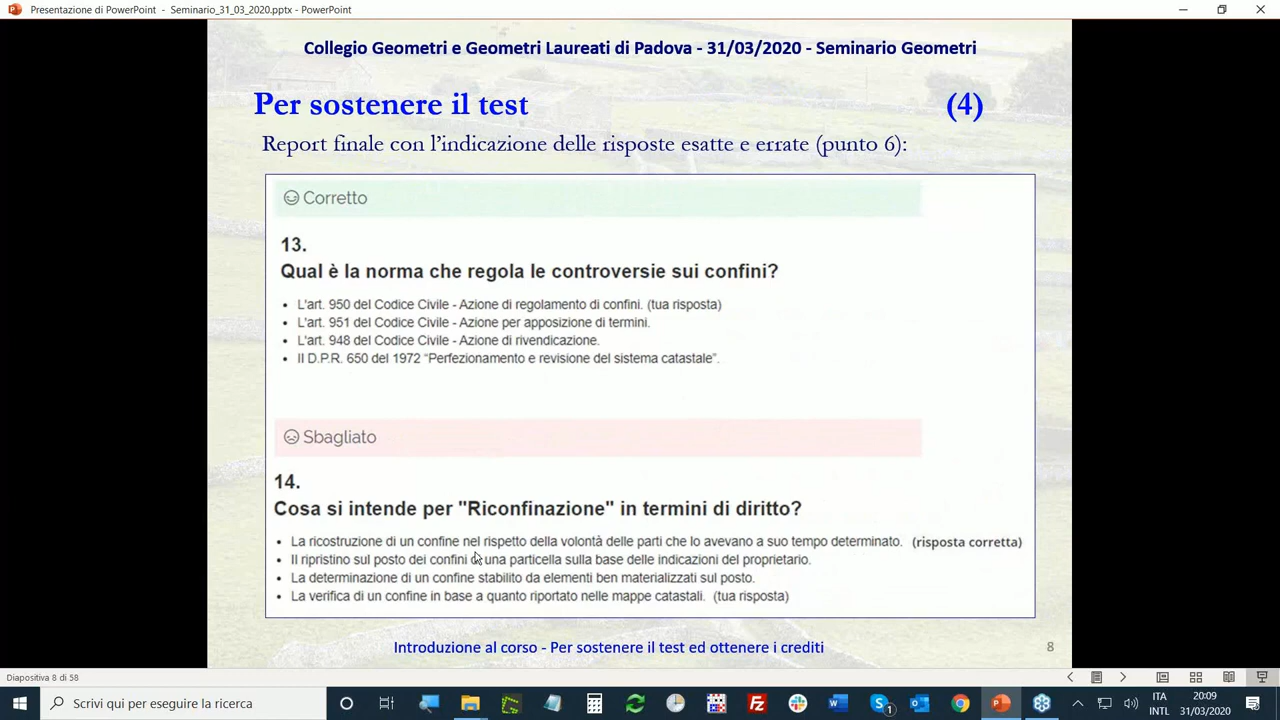 Presentazione di PowerPoint - Seminario_31_03_2020.pptx - PowerPoint
Collegio Geometri e Geometri Laureati di Padova - 31/03/2020 - Seminario Geometri
Per sostenere il test (4)
Report finale con l'indicazione delle risposte esatte e errate (punto 6):
Corretto
13.
Qual è la norma che regola le controversie sui confini?
• L'art. 950 del Codice Civile - Azione di regolamento di confini. (tua risposta)
• L'art. 951 del Codice Civile - Azione per apposizione di termini.
• L'art. 948 del Codice Civile - Azione di rivendicazione.
• Il D.P.R. 650 del 1972 “Perfezionamento e revisione del sistema catastale”.
Sbagliato
14.
Cosa si intende per "Riconfinazione" in termini di diritto?
• La ricostruzione di un confine nel rispetto della volontà delle parti che lo avevano a suo tempo determinato. (risposta corretta)
• Il ripristino sul posto dei confini di una particella sulla base delle indicazioni del proprietario.
• La determinazione di un confine stabilito da elementi ben materializzati sul posto.
• La verifica di un confine in base a quanto riportato nelle mappe catastali. (tua risposta)
Introduzione al corso - Per sostenere il test ed ottenere i crediti 8
Diapositiva 8 di 58
Scrivi qui per eseguire la ricerca
ITA 20:09
INTL 31/03/2020